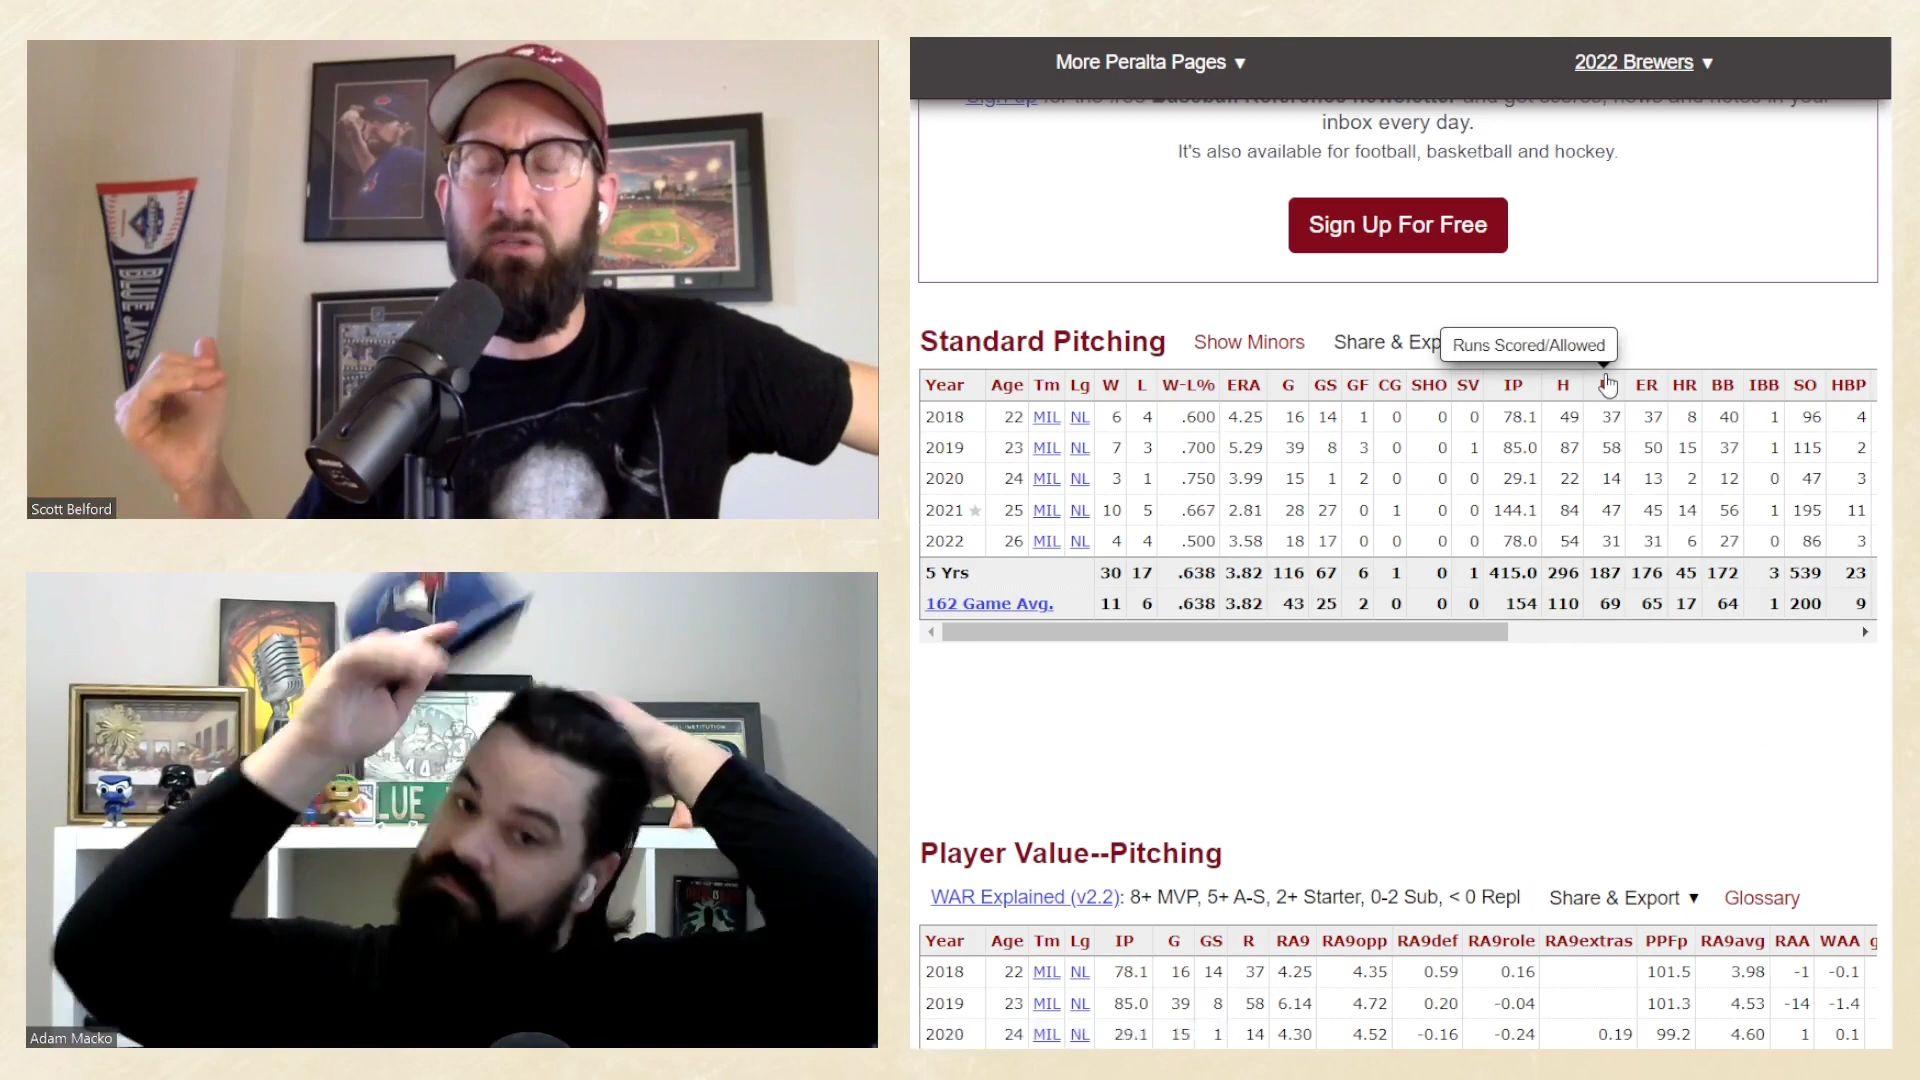 More Peralta Pages ▼
2022 Brewers ▼
inbox every day.
It's also available for football, basketball and hockey.
Sign Up For Free
Standard Pitching Show Minors Share & Exp
Runs Scored/Allowed
Year Age Tm Lg W L W-L% ERA G GS GF CG SHO SV IP H ER HR BB IBB SO HBP
2018 22 MIL NL 6 4 .600 4.25 16 14 1 0 0 0 78.1 49 37 37 8 40 1 96 4
2019 23 MIL NL 7 3 .700 5.29 39 8 3 0 0 1 85.0 87 58 50 15 37 1 115 2
2020 24 MIL NL 3 1 .750 3.99 15 1 2 0 0 0 29.1 22 14 13 2 12 0 47 3
2021 ★ 25 MIL NL 10 5 .667 2.81 28 27 0 1 0 0 144.1 84 47 45 14 56 1 195 11
2022 26 MIL NL 4 4 .500 3.58 18 17 0 0 0 0 78.0 54 31 31 6 27 0 86 3
5 Yrs 30 17 .638 3.82 116 67 6 1 0 1 415.0 296 187 176 45 172 3 539 23
162 Game Avg. 11 6 .638 3.82 43 25 2 0 0 0 154 110 69 65 17 64 1 200 9
Player Value--Pitching
WAR Explained (v2.2): 8+ MVP, 5+ A-S, 2+ Starter, 0-2 Sub, < 0 Repl Share & Export ▼ Glossary
Year Age Tm Lg IP G GS R RA9 RA9opp RA9def RA9role RA9extras PPFp RA9avg RAA WAA
2018 22 MIL NL 78.1 16 14 37 4.25 4.35 0.59 0.16 101.5 3.98 -1 -0.1
2019 23 MIL NL 85.0 39 8 58 6.14 4.72 0.20 -0.04 101.3 4.53 -14 -1.4
2020 24 MIL NL 29.1 15 1 14 4.30 4.52 -0.16 -0.24 0.19 99.2 4.60 1 0.1
BLUE JAYS
Scott Belford
LUE
Adam Macko